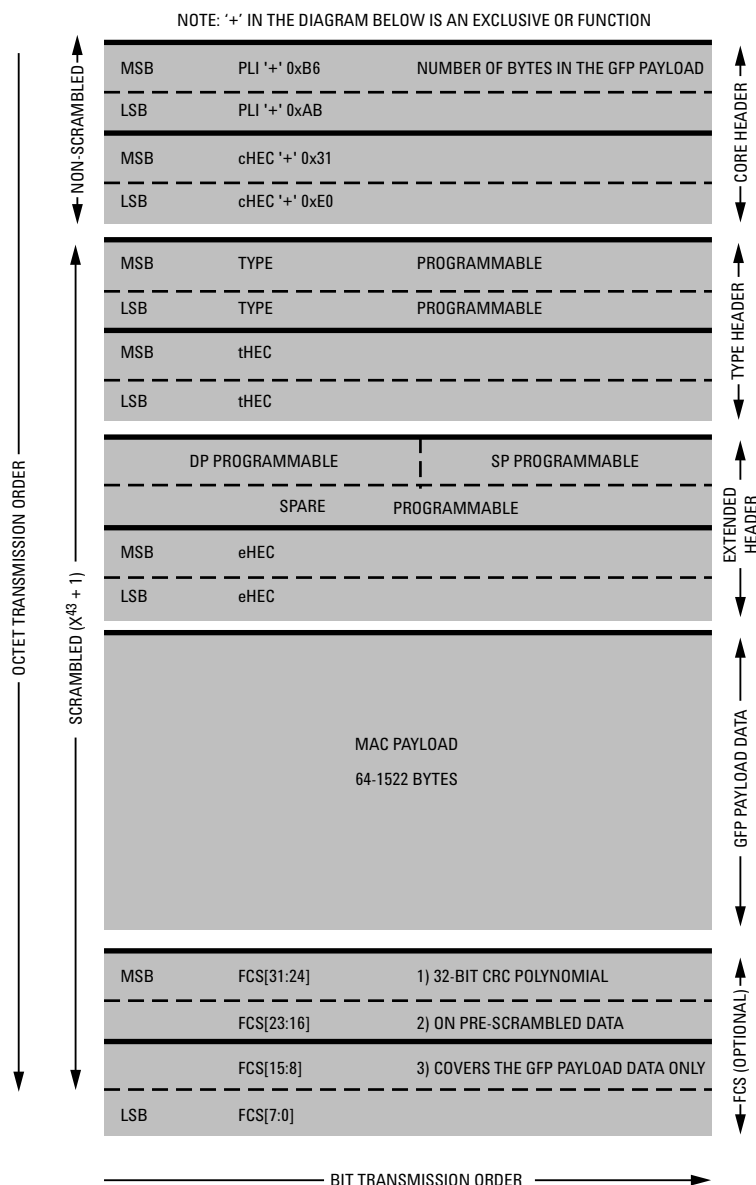 NOTE: ‘+’ IN THE DIAGRAM BELOW IS AN EXCLUSIVE OR FUNCTION
MSB PLI '+' 0xB6 NUMBER OF BYTES IN THE GFP PAYLOAD
LSB PLI '+' 0xAB
MSB cHEC '+' 0x31
LSB cHEC '+' 0xE0
NON-SCRAMBLED
CORE HEADER
MSB TYPE PROGRAMMABLE
LSB TYPE PROGRAMMABLE
MSB tHEC
LSB tHEC
TYPE HEADER
DP PROGRAMMABLE SP PROGRAMMABLE
SPARE PROGRAMMABLE
MSB eHEC
LSB eHEC
EXTENDED
HEADER
OCTET TRANSMISSION ORDER
SCRAMBLED (X43 + 1)
MAC PAYLOAD
64-1522 BYTES
GFP PAYLOAD DATA
MSB FCS[31:24] 1) 32-BIT CRC POLYNOMIAL
FCS[23:16] 2) ON PRE-SCRAMBLED DATA
FCS[15:8] 3) COVERS THE GFP PAYLOAD DATA ONLY
LSB FCS[7:0]
FCS (OPTIONAL)
BIT TRANSMISSION ORDER